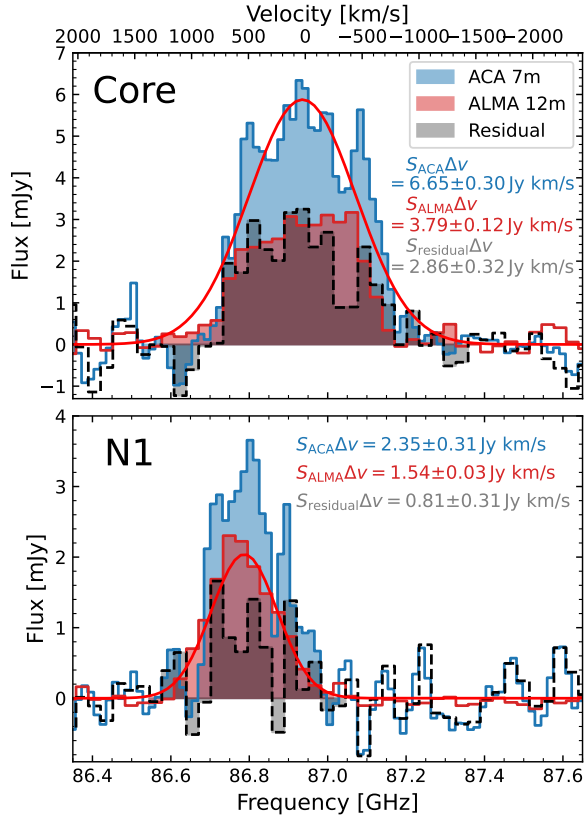 Velocity [km/s]
2000 1500 1000 500 0 −500 −1000 −1500 −2000
7
6
5
4
3
2
1
0
−1
Flux [mJy]
Core
ACA 7m
ALMA 12m
Residual
S_ACAΔv
= 6.65±0.30 Jy km/s
S_ALMAΔv
= 3.79±0.12 Jy km/s
S_residualΔv
= 2.86±0.32 Jy km/s
4
3
2
1
0
Flux [mJy]
N1
S_ACAΔv = 2.35±0.31 Jy km/s
S_ALMAΔv = 1.54±0.03 Jy km/s
S_residualΔv = 0.81±0.31 Jy km/s
86.4 86.6 86.8 87.0 87.2 87.4 87.6
Frequency [GHz]